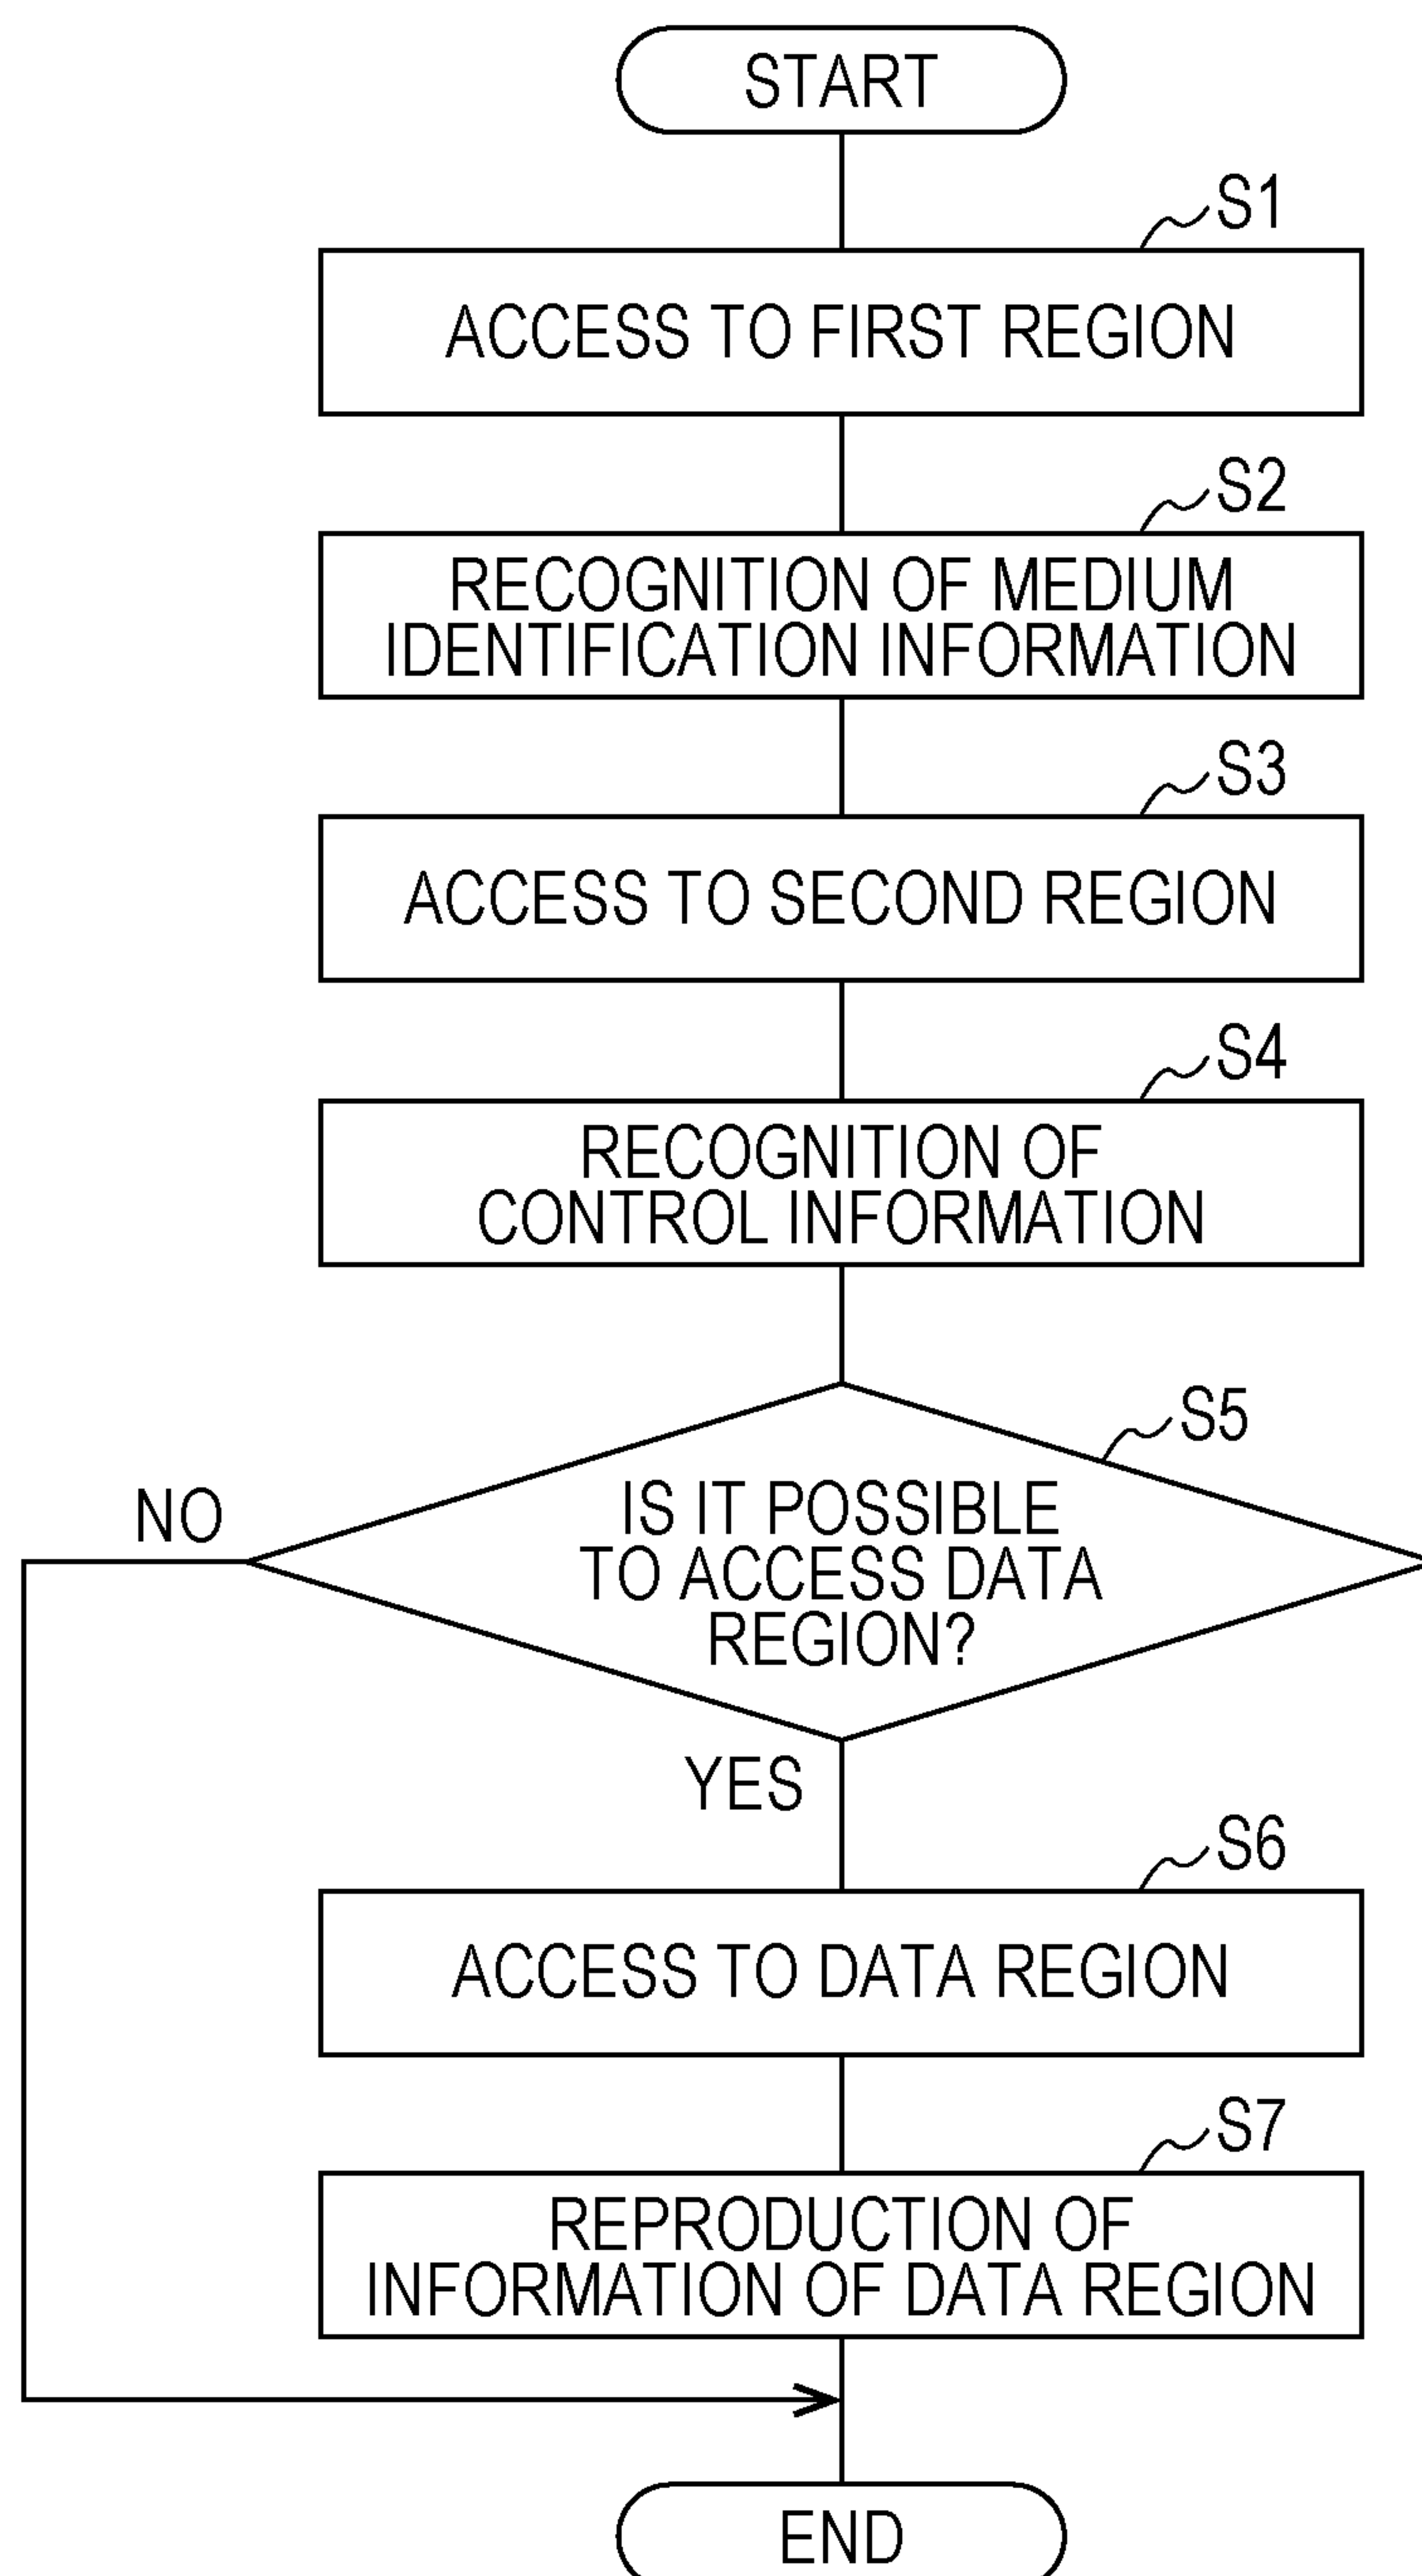 START
S1
ACCESS TO FIRST REGION
S2
RECOGNITION OF MEDIUM
IDENTIFICATION INFORMATION
S3
ACCESS TO SECOND REGION
S4
RECOGNITION OF
CONTROL INFORMATION
S5
IS IT POSSIBLE
TO ACCESS DATA
REGION?
NO
YES
S6
ACCESS TO DATA REGION
S7
REPRODUCTION OF
INFORMATION OF DATA REGION
END